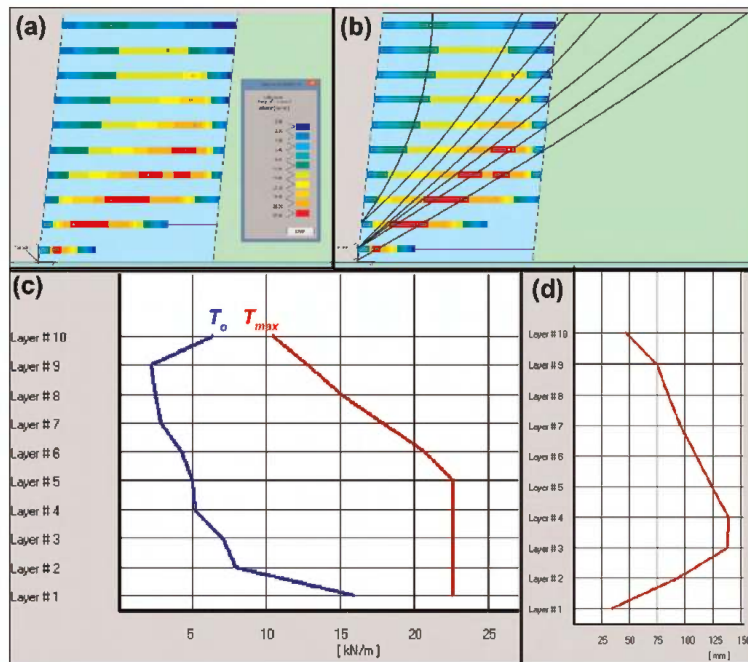 (a)
(b)
STOP
(c)
T_o T_max
Layer # 10
Layer # 9
Layer # 8
Layer # 7
Layer # 6
Layer # 5
Layer # 4
Layer # 3
Layer # 2
Layer # 1
5 10 15 20 25
[ kN/m ]
(d)
Layer # 10
Layer # 9
Layer # 8
Layer # 7
Layer # 6
Layer # 5
Layer # 4
Layer # 3
Layer # 2
Layer # 1
25 50 75 100 125 150
[ mm ]